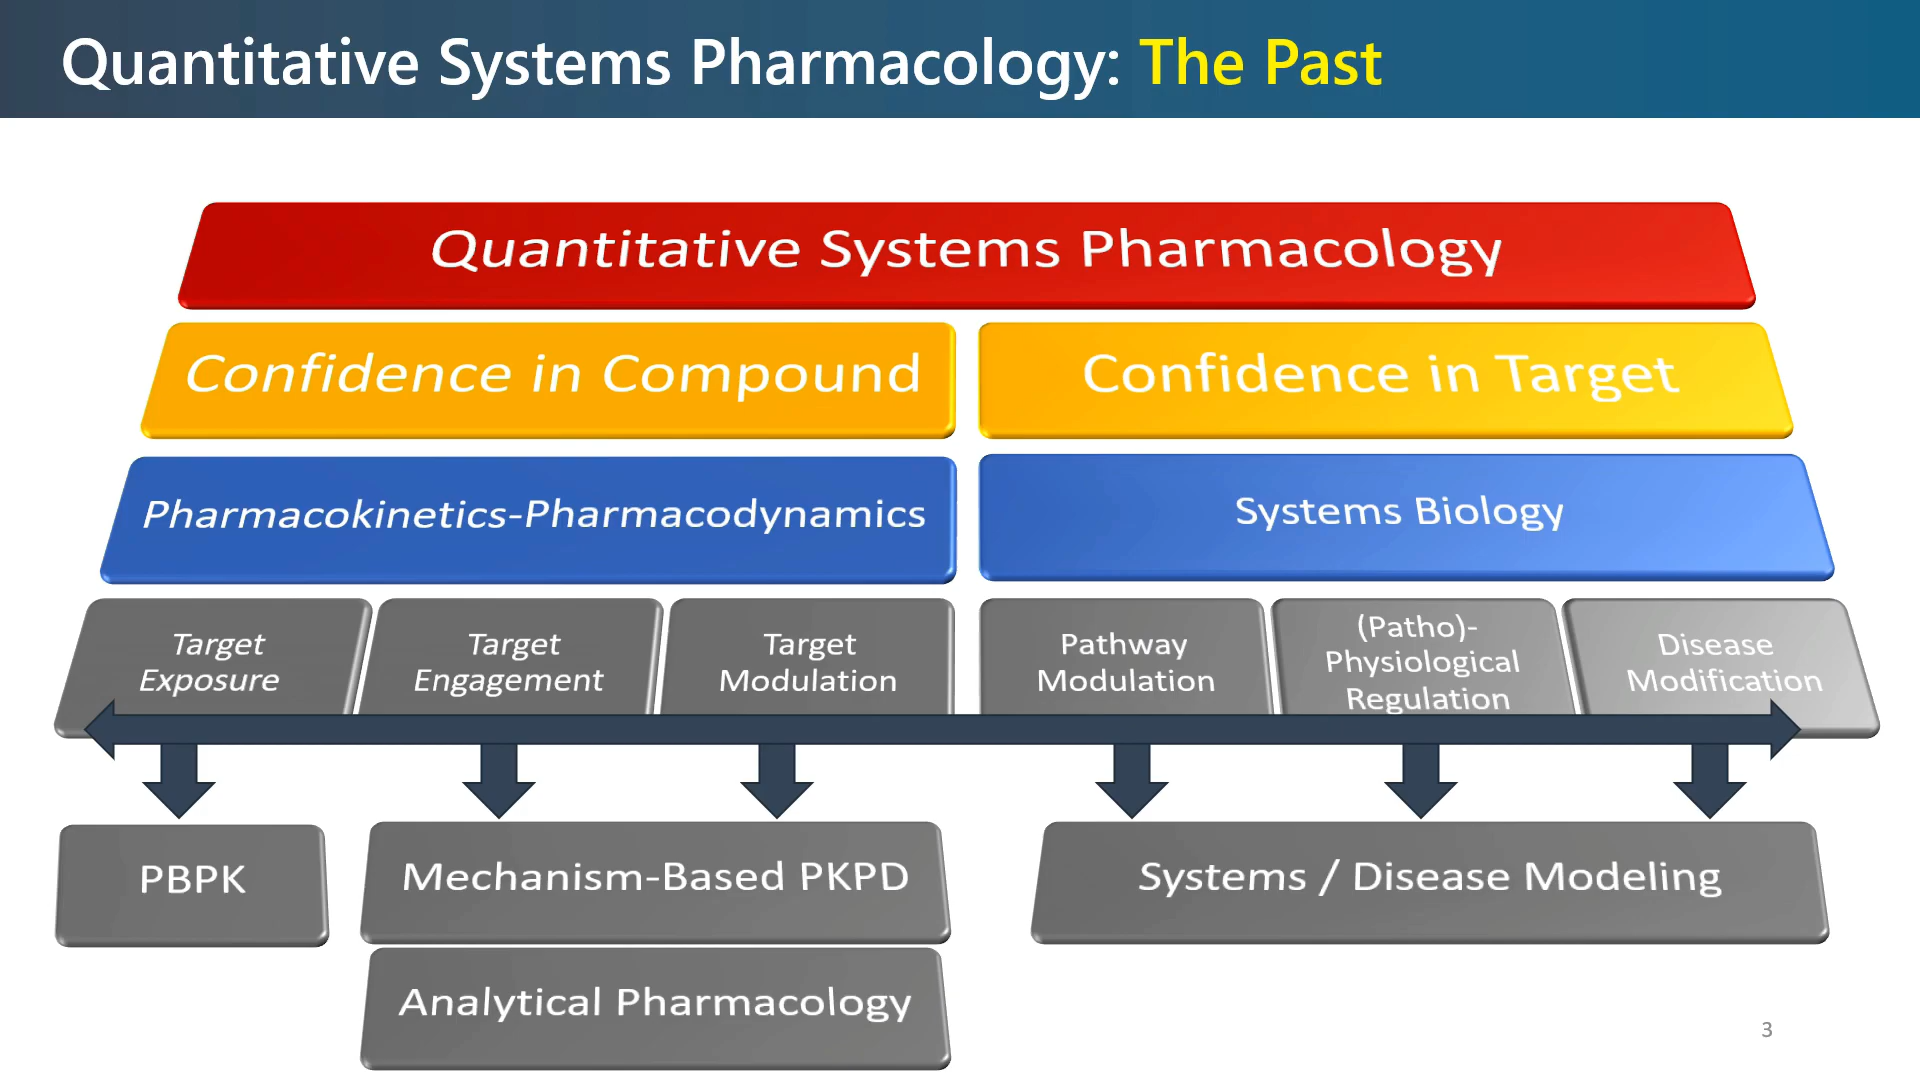 Quantitative Systems Pharmacology: The Past
Quantitative Systems Pharmacology
Confidence in Compound
Confidence in Target
Pharmacokinetics-Pharmacodynamics
Systems Biology
Target
Exposure
Target
Engagement
Target
Modulation
Pathway
Modulation
(Patho)-
Physiological
Regulation
Disease
Modification
PBPK
Mechanism-Based PKPD
Systems / Disease Modeling
Analytical Pharmacology
3